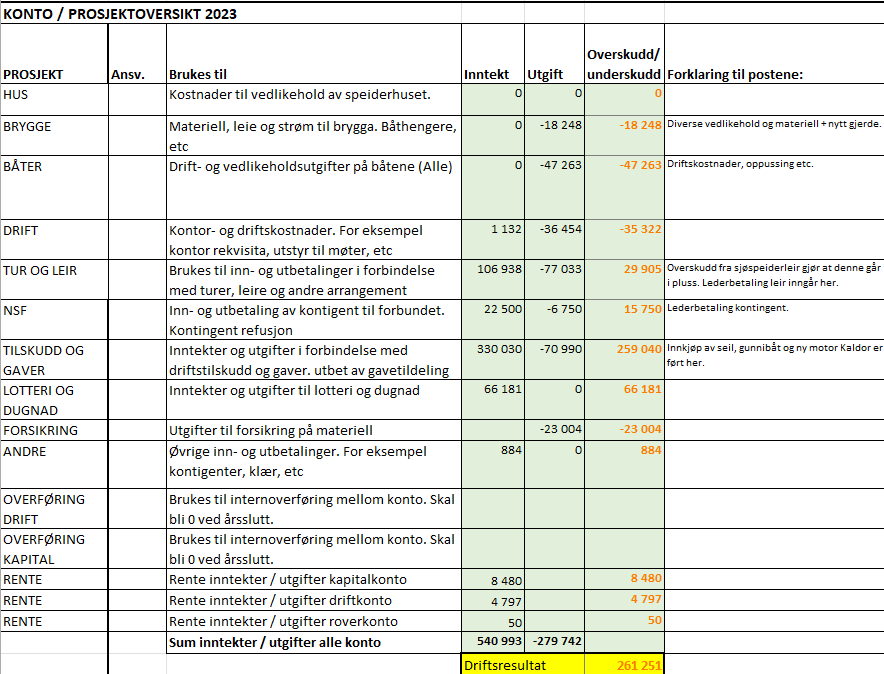 KONTO / PROSJEKTOVERSIKT 2023
PROSJEKT Ansv. Brukes til Inntekt Utgift Overskudd/
underskudd Forklaring til postene:
HUS Kostnader til vedlikehold av speiderhuset. 0 0 0
BRYGGE Materiell, leie og strøm til brygga. Båthengere, 0 -18 248 -18 248 Diverse vedlikehold og materiell + nytt gjerde.
etc
BÅTER Drift- og vedlikeholdsutgifter på båtene (Alle) 0 -47 263 -47 263 Driftskostnader, oppussing etc.
DRIFT Kontor- og driftskostnader. For eksempel 1 132 -36 454 -35 322
kontor rekvisita, utstyr til møter, etc
TUR OG LEIR Brukes til inn- og utbetalinger i forbindelse 106 938 -77 033 29 905 Overskudd fra sjøspeiderleir gjør at denne går
med turer, leire og andre arrangement i pluss. Lederbetaling leir inngår her.
NSF Inn- og utbetaling av kontigent til forbundet. 22 500 -6 750 15 750 Lederbetaling kontingent.
Kontingent refusjon
TILSKUDD OG Inntekter og utgifter i forbindelse med 330 030 -70 990 259 040 Innkjøp av seil, gunnibåt og ny motor Kaldor er
GAVER driftstilskudd og gaver. utbet av gavetildeling ført her.
LOTTERI OG Inntekter og utgifter til lotteri og dugnad 66 181 0 66 181
DUGNAD
FORSIKRING Utgifter til forsikring på materiell -23 004 -23 004
ANDRE Øvrige inn- og utbetalinger. For eksempel 884 0 884
kontigenter, klær, etc
OVERFØRING Brukes til internoverføring mellom konto. Skal
DRIFT bli 0 ved årsslutt.
OVERFØRING Brukes til internoverføring mellom konto. Skal
KAPITAL bli 0 ved årsslutt.
RENTE Rente inntekter / utgifter kapitalkonto 8 480 8 480
RENTE Rente inntekter / utgifter driftkonto 4 797 4 797
RENTE Rente inntekter / utgifter roverkonto 50 50
Sum inntekter / utgifter alle konto 540 993 -279 742
Driftsresultat 261 251